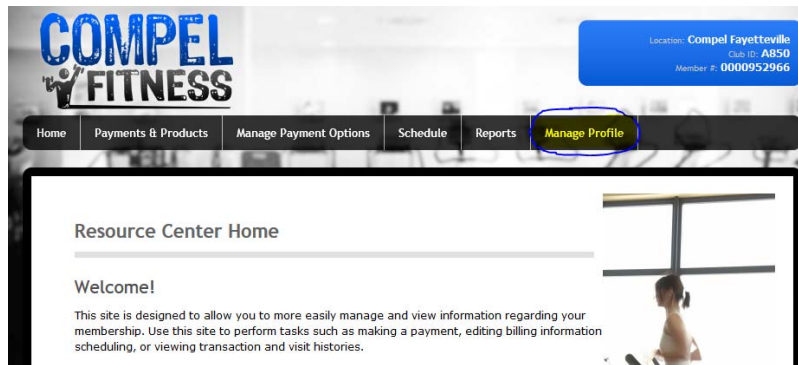 COMPEL
FITNESS
Location: Compel Fayetteville
Club ID: A850
Member #: 0000952966
Home Payments & Products Manage Payment Options Schedule Reports Manage Profile
Resource Center Home
Welcome!
This site is designed to allow you to more easily manage and view information regarding your
membership. Use this site to perform tasks such as making a payment, editing billing information
scheduling, or viewing transaction and visit histories.